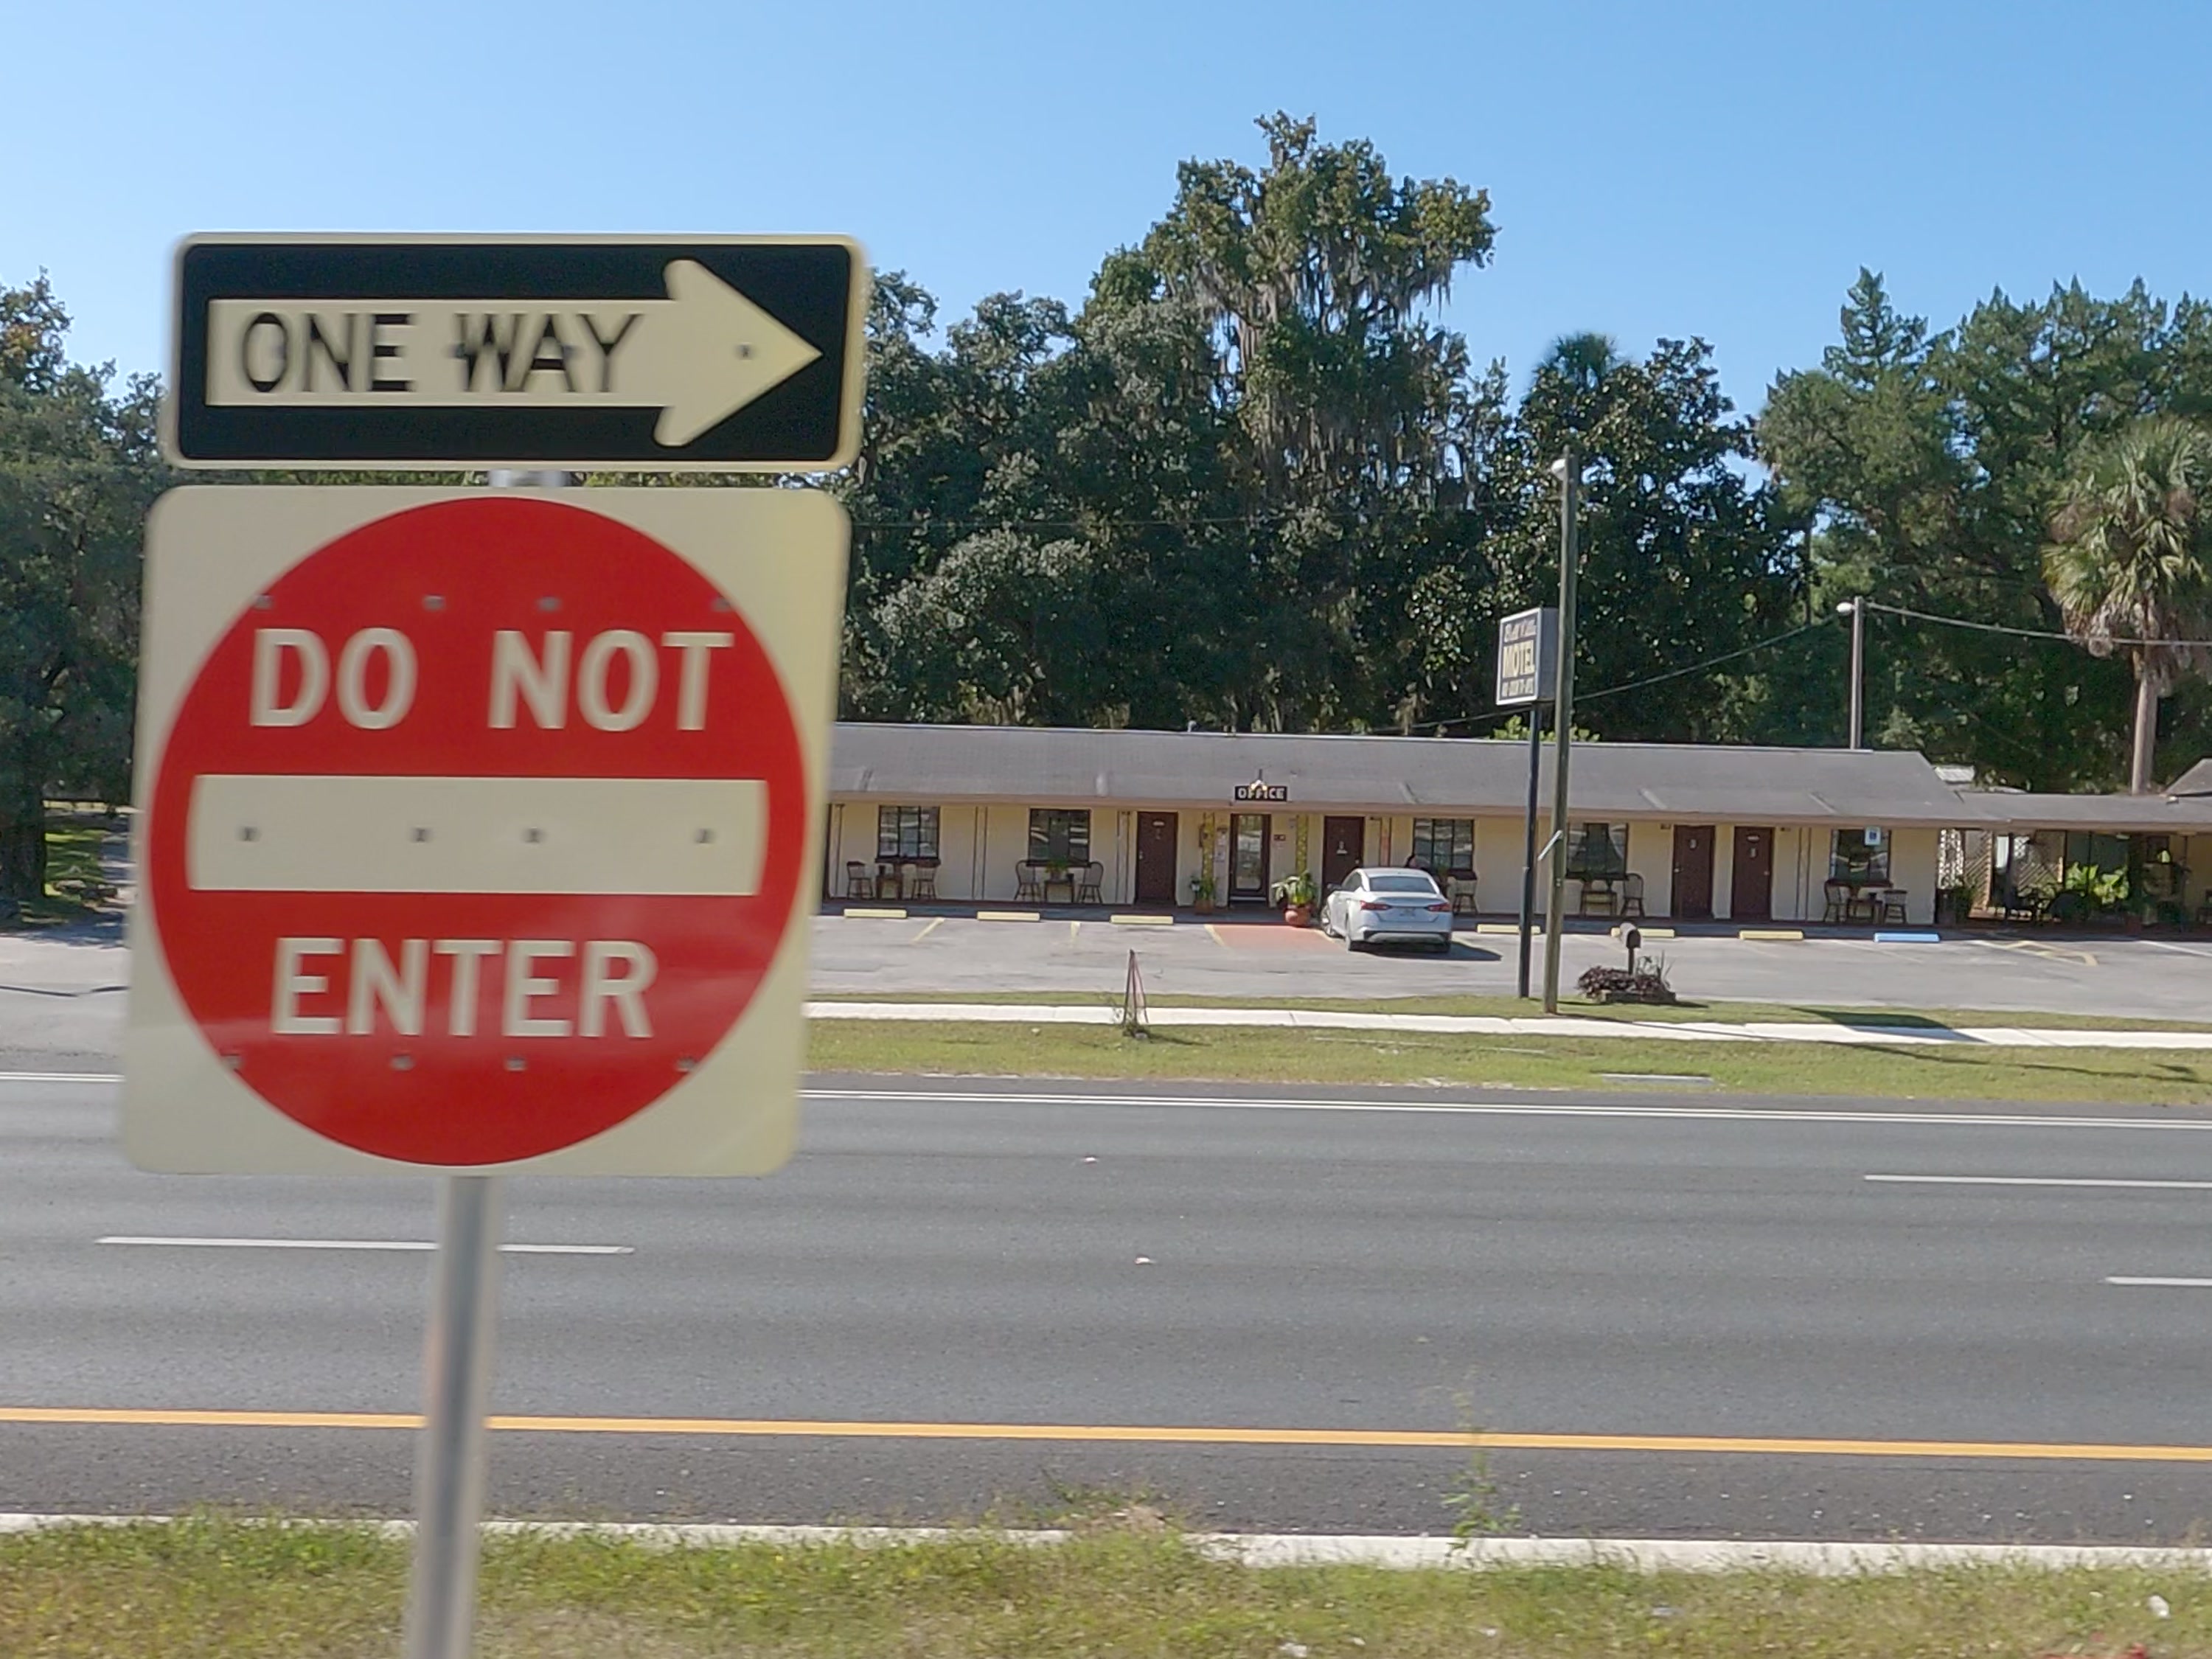 ONE WAY
DO NOT
ENTER
MOTEL
OFFICE